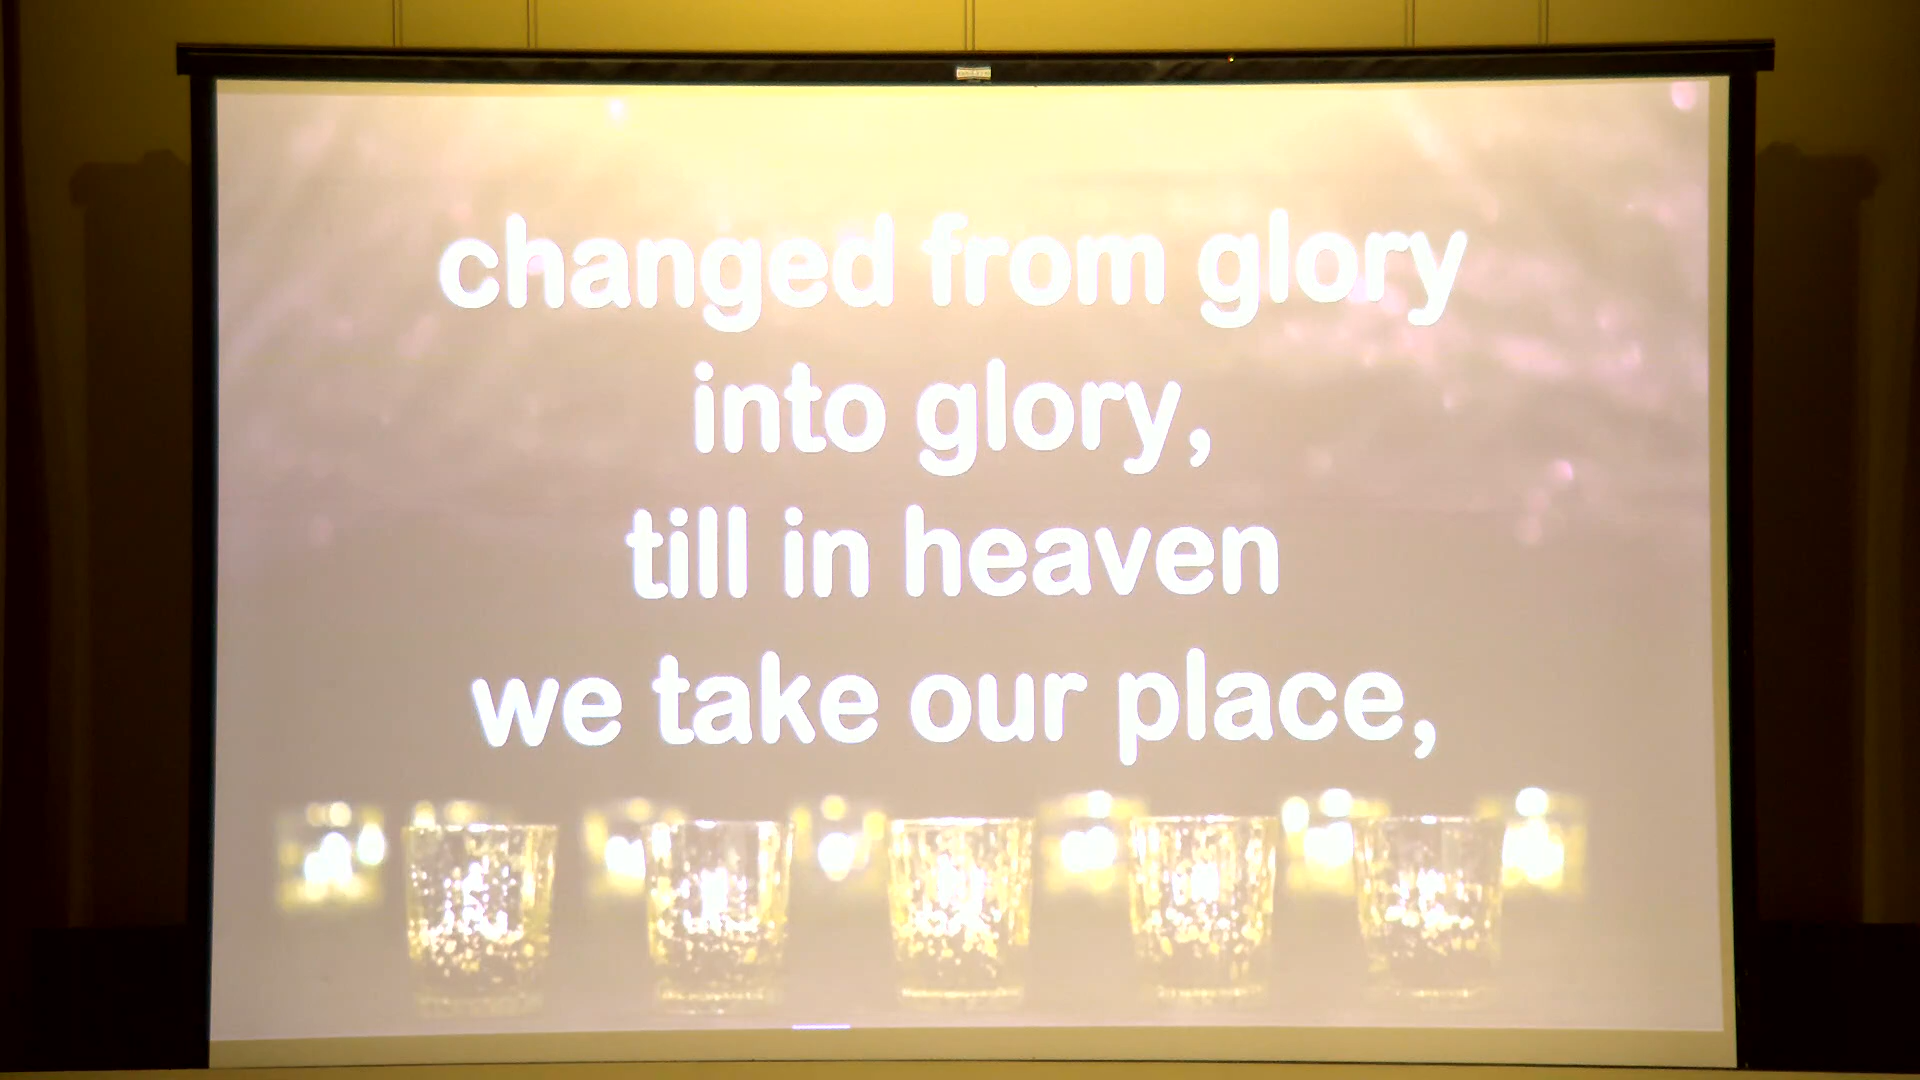 changed from glory
into glory,
till in heaven
we take our place,